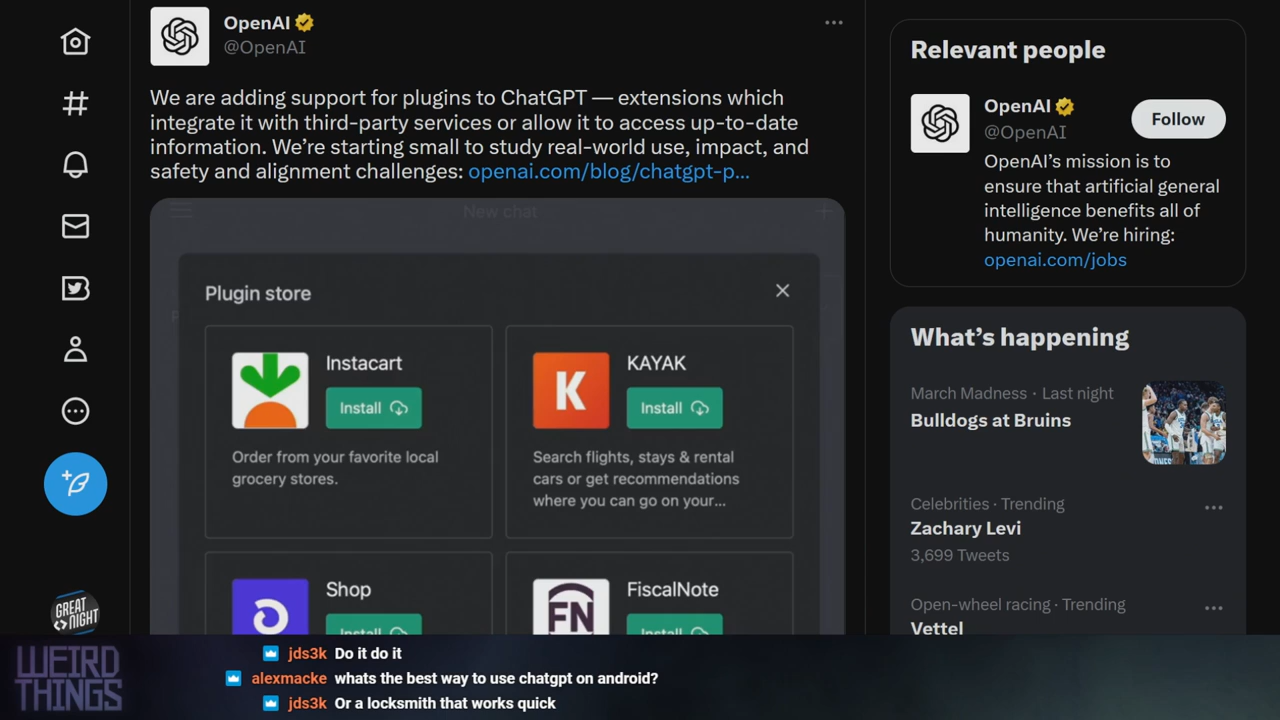 OpenAI
@OpenAI
We are adding support for plugins to ChatGPT — extensions which
integrate it with third-party services or allow it to access up-to-date
information. We’re starting small to study real-world use, impact, and
safety and alignment challenges: openai.com/blog/chatgpt-p...
New chat
Plugin store
Instacart
Install
Order from your favorite local
grocery stores.
KAYAK
Install
Search flights, stays & rental
cars or get recommendations
where you can go on your...
Shop
Install
FiscalNote
FN
Install
Relevant people
OpenAI
@OpenAI
Follow
OpenAI’s mission is to
ensure that artificial general
intelligence benefits all of
humanity. We’re hiring:
openai.com/jobs
What’s happening
March Madness · Last night
Bulldogs at Bruins
Celebrities · Trending
Zachary Levi
3,699 Tweets
Open-wheel racing · Trending
Vettel
GREAT
NIGHT
WEIRD
THINGS
jds3k Do it do it
alexmacke whats the best way to use chatgpt on android?
jds3k Or a locksmith that works quick